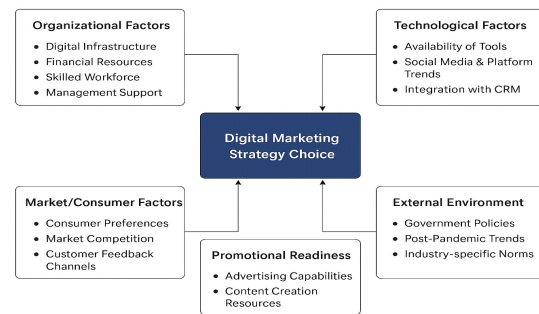 Organizational Factors
• Digital Infrastructure
• Financial Resources
• Skilled Workforce
• Management Support
Technological Factors
• Availability of Tools
• Social Media & Platform
Trends
• Integration with CRM
Digital Marketing
Strategy Choice
Market/Consumer Factors
• Consumer Preferences
• Market Competition
• Customer Feedback
Channels
Promotional Readiness
• Advertising Capabilities
• Content Creation
Resources
External Environment
• Government Policies
• Post-Pandemic Trends
• Industry-specific Norms